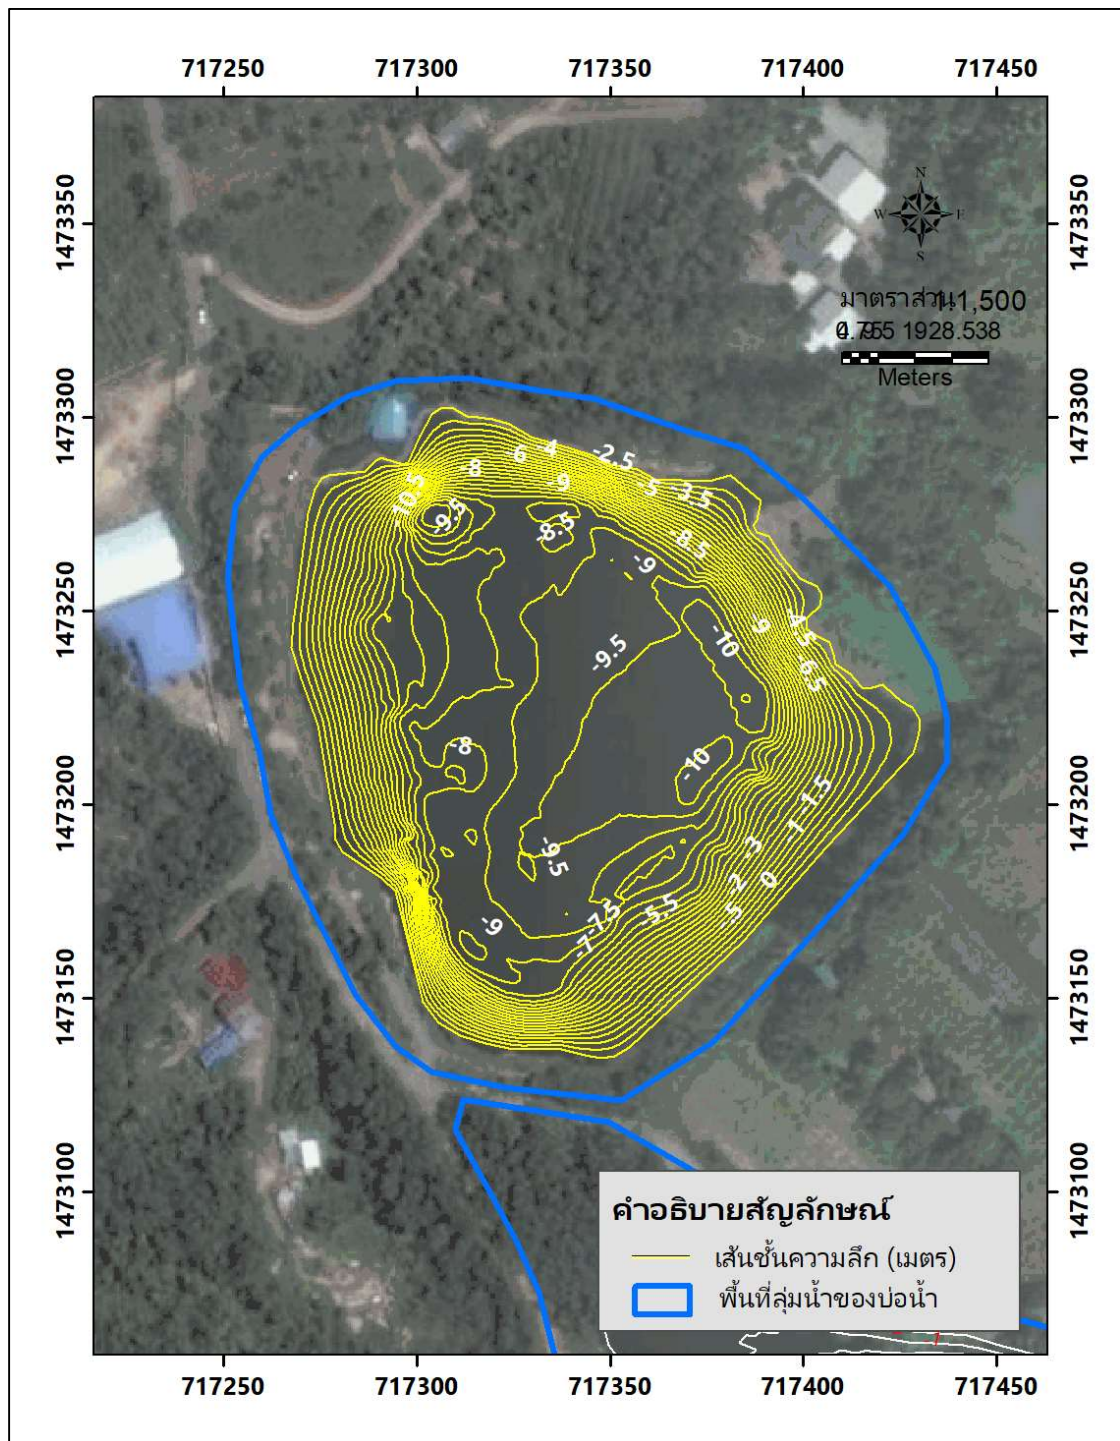 717250 717300 717350 717400 717450
1473350 1473350
N
W E
S
มาตราส่วน 1:1,500
1928.538
Meters
1473300 1473300
-6 -4 -2.5
-8 -9 -5 -3.5
-10.5 -9.5 -8.5 -8.5
-9
1473250 1473250
-9 -4.5
-10 -6.5
-9.5
-8 -10
1473200 1473200
-1 -1.5
-9.5 -3
-2 0
-9 -7.5 -5.5 -.5
-7
1473150 1473150
1473100 1473100
คำอธิบายสัญลักษณ์
เส้นชั้นความลึก (เมตร)
พื้นที่ลุ่มน้ำของบ่อน้ำ
717250 717300 717350 717400 717450